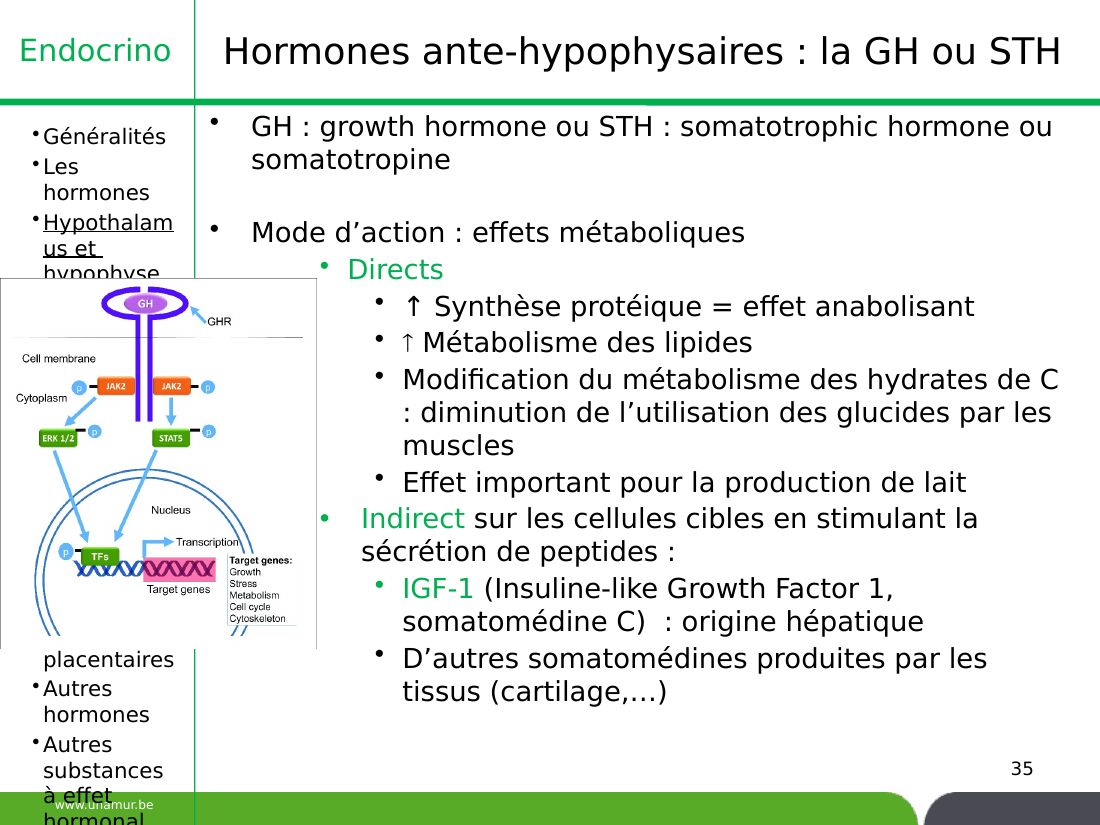 Endocrino
Hormones ante-hypophysaires : la GH ou STH
•Généralités
•Les
hormones
•Hypothalam
us et
hypophyse
GH
GHR
Cell membrane
P
JAK2
JAK2
P
Cytoplasm
ERK 1/2
P
STAT5
P
Nucleus
Transcription
P
TFs
Target genes
Target genes:
Growth
Stress
Metabolism
Cell cycle
Cytoskeleton
placentaires
•Autres
hormones
•Autres
substances
à effet
hormonal
• GH : growth hormone ou STH : somatotrophic hormone ou
somatotropine
• Mode d’action : effets métaboliques
• Directs
• ↑ Synthèse protéique = effet anabolisant
• ↑ Métabolisme des lipides
• Modification du métabolisme des hydrates de C
: diminution de l’utilisation des glucides par les
muscles
• Effet important pour la production de lait
• Indirect sur les cellules cibles en stimulant la
sécrétion de peptides :
• IGF-1 (Insuline-like Growth Factor 1,
somatomédine C)  : origine hépatique
• D’autres somatomédines produites par les
tissus (cartilage,…)
35
www.unamur.be